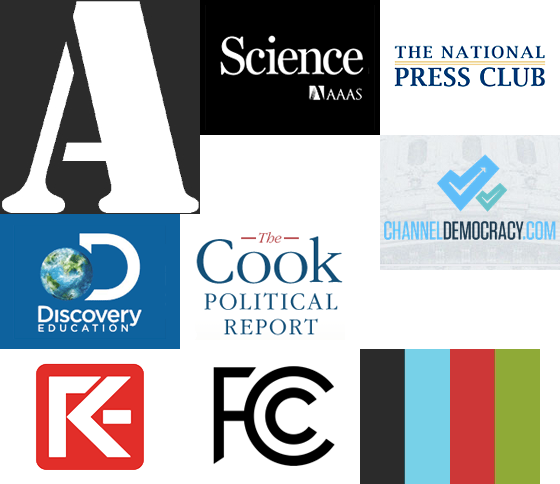 A
Science
AAAS
THE NATIONAL
PRESS CLUB
CHANNELDEMOCRACY.COM
D
Discovery
EDUCATION
The
Cook
POLITICAL
REPORT
FCC